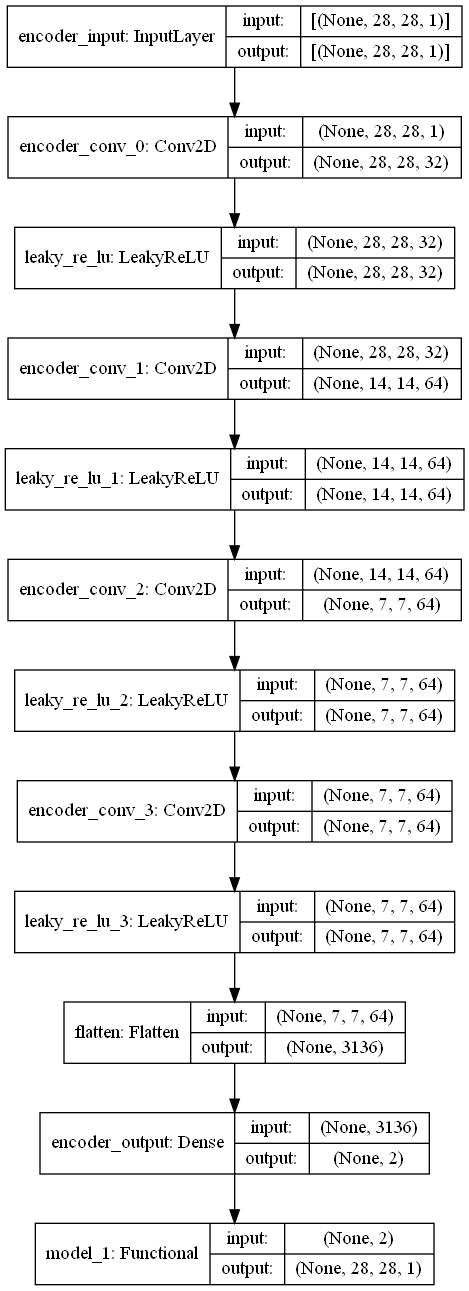 encoder_input: InputLayer
input: [(None, 28, 28, 1)]
output: [(None, 28, 28, 1)]
encoder_conv_0: Conv2D
input: (None, 28, 28, 1)
output: (None, 28, 28, 32)
leaky_re_lu: LeakyReLU
input: (None, 28, 28, 32)
output: (None, 28, 28, 32)
encoder_conv_1: Conv2D
input: (None, 28, 28, 32)
output: (None, 14, 14, 64)
leaky_re_lu_1: LeakyReLU
input: (None, 14, 14, 64)
output: (None, 14, 14, 64)
encoder_conv_2: Conv2D
input: (None, 14, 14, 64)
output: (None, 7, 7, 64)
leaky_re_lu_2: LeakyReLU
input: (None, 7, 7, 64)
output: (None, 7, 7, 64)
encoder_conv_3: Conv2D
input: (None, 7, 7, 64)
output: (None, 7, 7, 64)
leaky_re_lu_3: LeakyReLU
input: (None, 7, 7, 64)
output: (None, 7, 7, 64)
flatten: Flatten
input: (None, 7, 7, 64)
output: (None, 3136)
encoder_output: Dense
input: (None, 3136)
output: (None, 2)
model_1: Functional
input: (None, 2)
output: (None, 28, 28, 1)